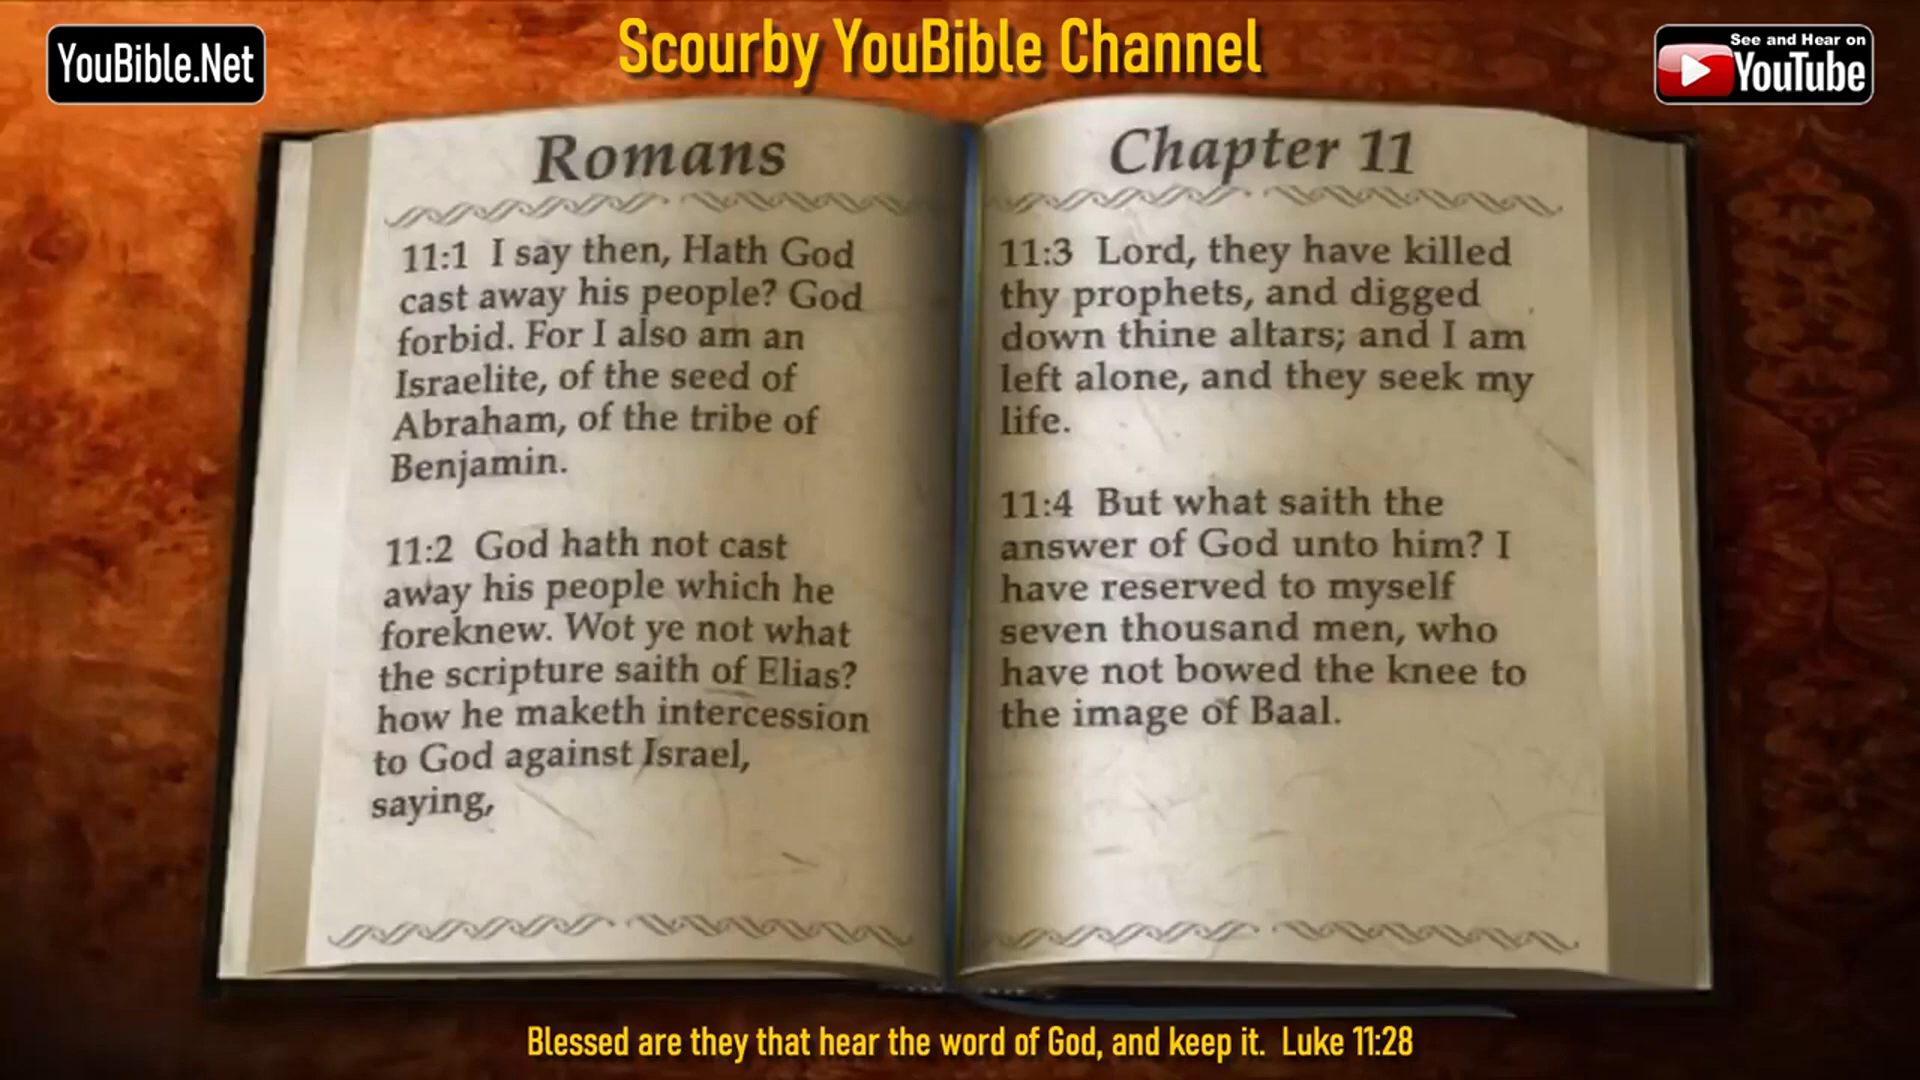 YouBible.Net
Scourby YouBible Channel
See and Hear on
YouTube
Romans
11:1 I say then, Hath God
cast away his people? God
forbid. For I also am an
Israelite, of the seed of
Abraham, of the tribe of
Benjamin.
11:2 God hath not cast
away his people which he
foreknew. Wot ye not what
the scripture saith of Elias?
how he maketh intercession
to God against Israel,
saying,
Chapter 11
11:3 Lord, they have killed
thy prophets, and digged
down thine altars; and I am
left alone, and they seek my
life.
11:4 But what saith the
answer of God unto him? I
have reserved to myself
seven thousand men, who
have not bowed the knee to
the image of Baal.
Blessed are they that hear the word of God, and keep it. Luke 11:28